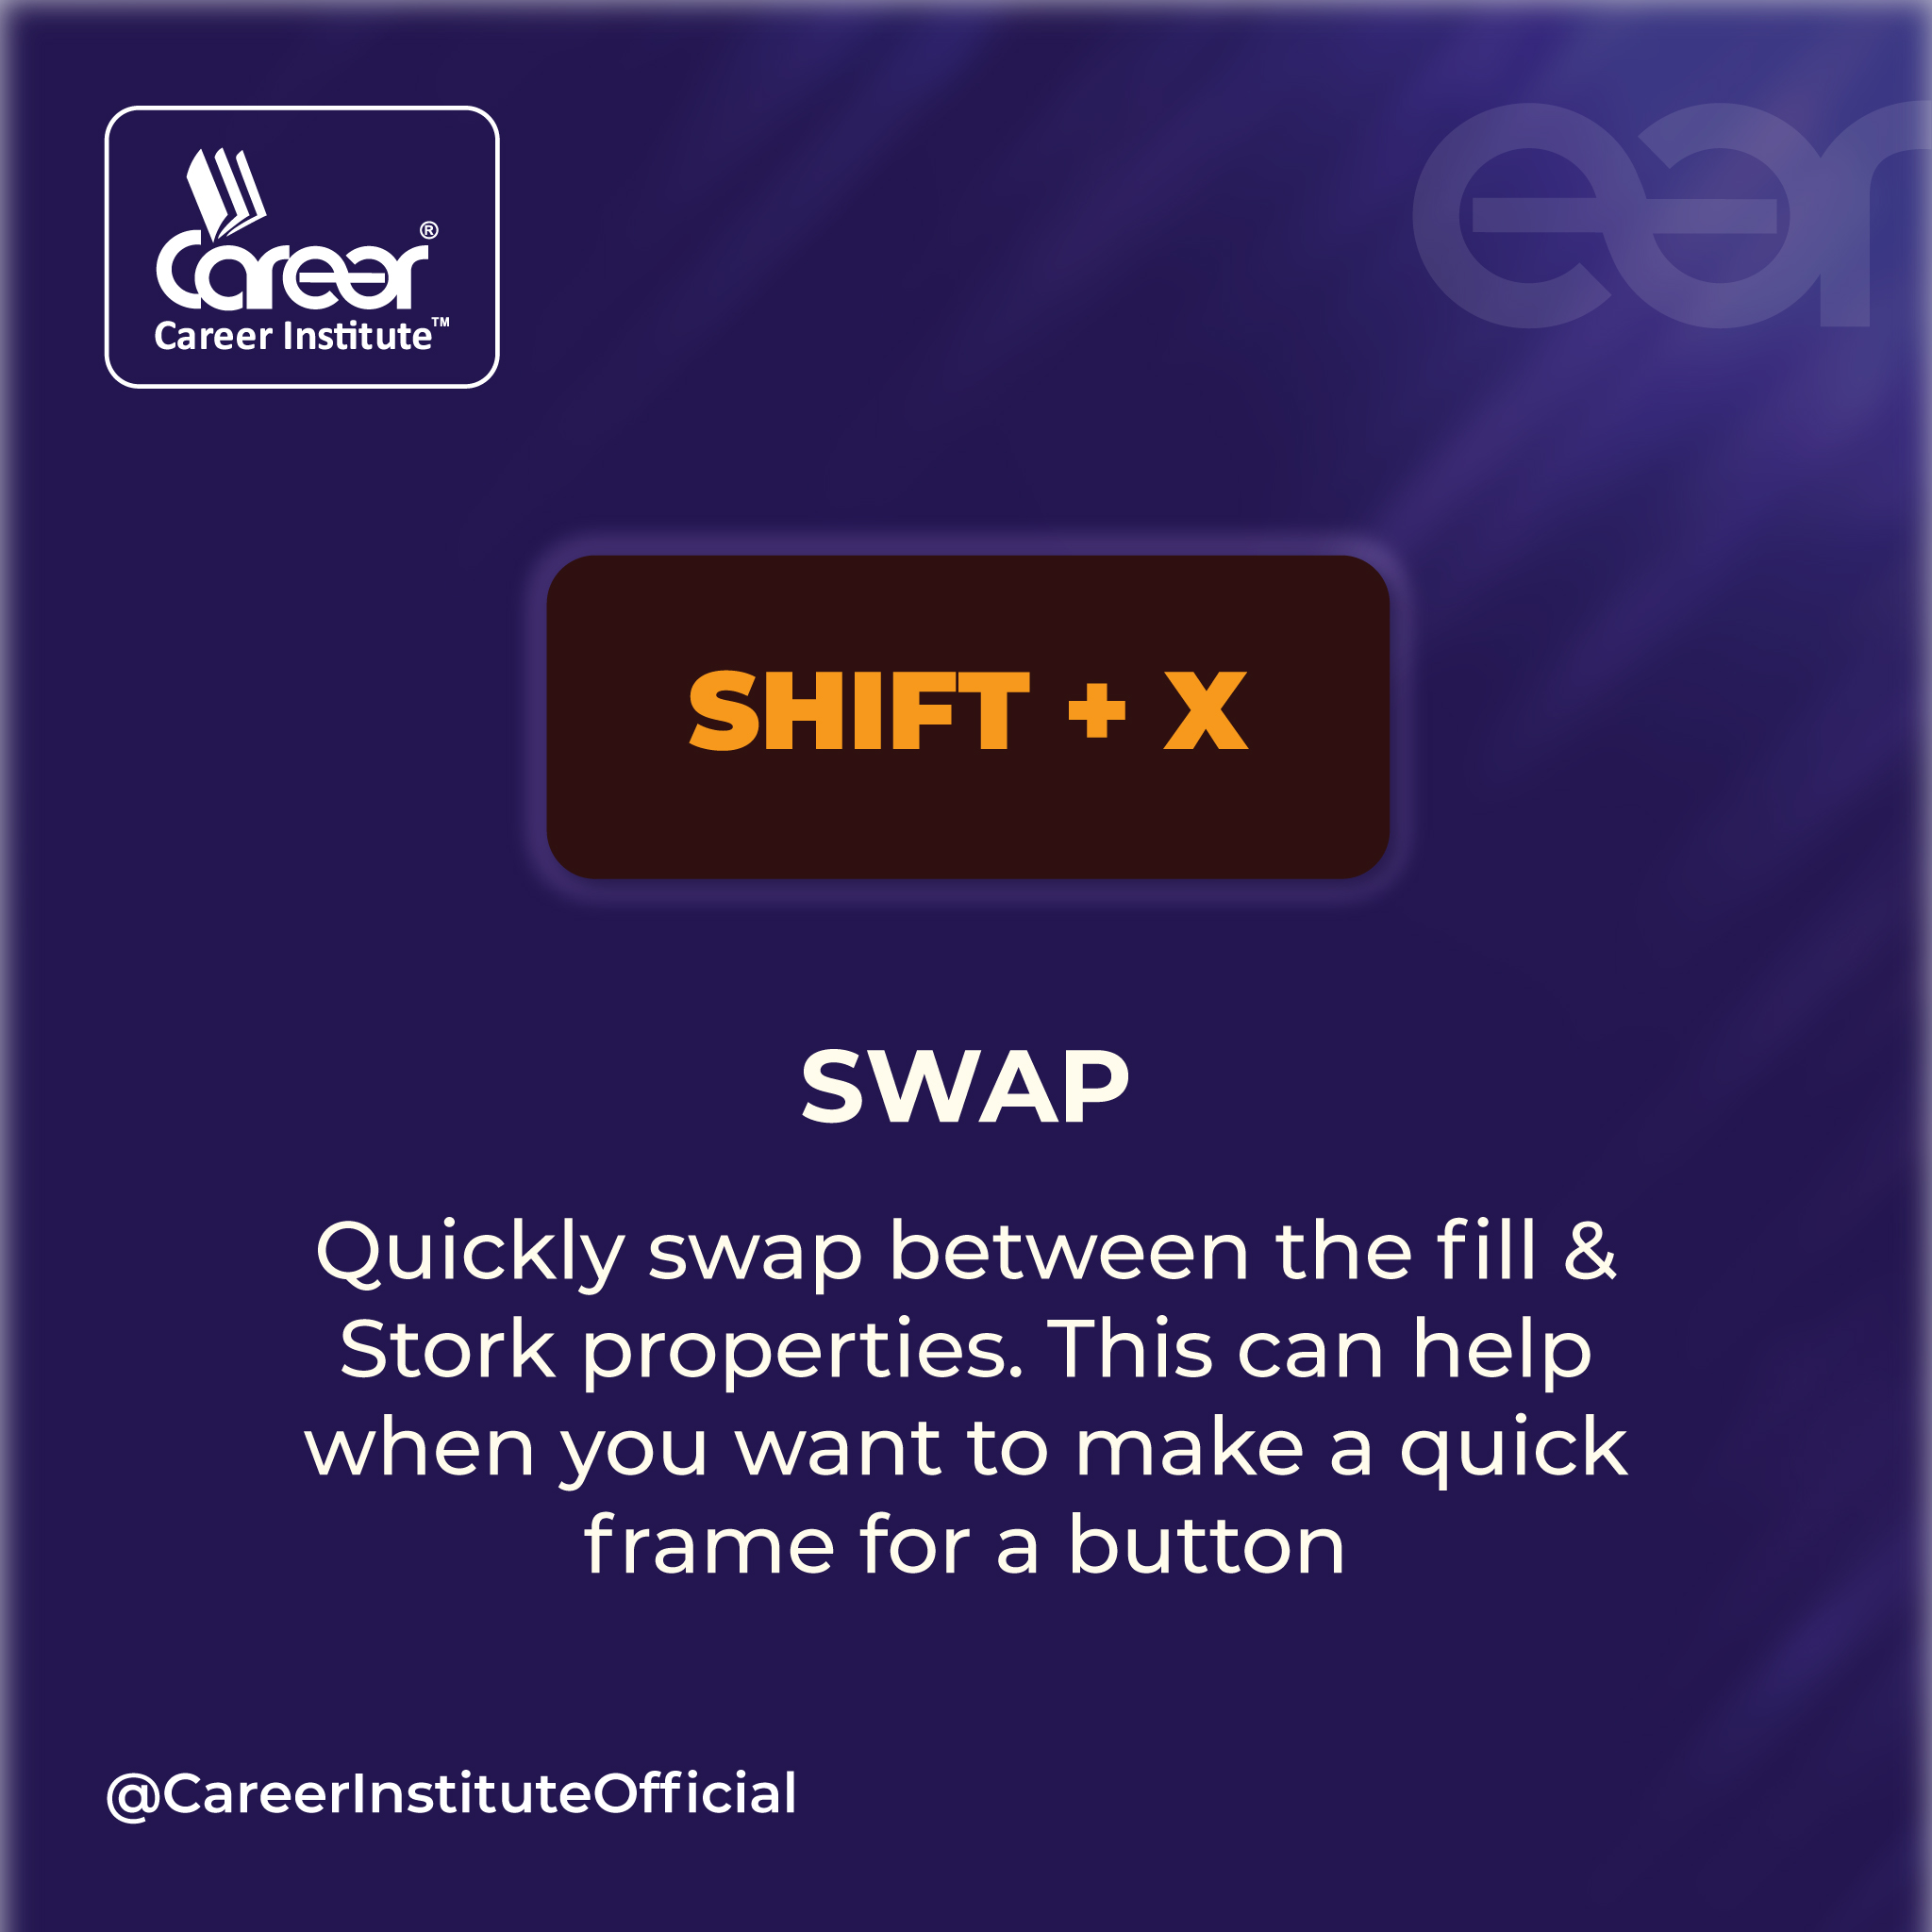 Career®
Career Institute™
eer
SHIFT + X
SWAP
Quickly swap between the fill &
Stork properties. This can help
when you want to make a quick
frame for a button
@CareerInstituteOfficial